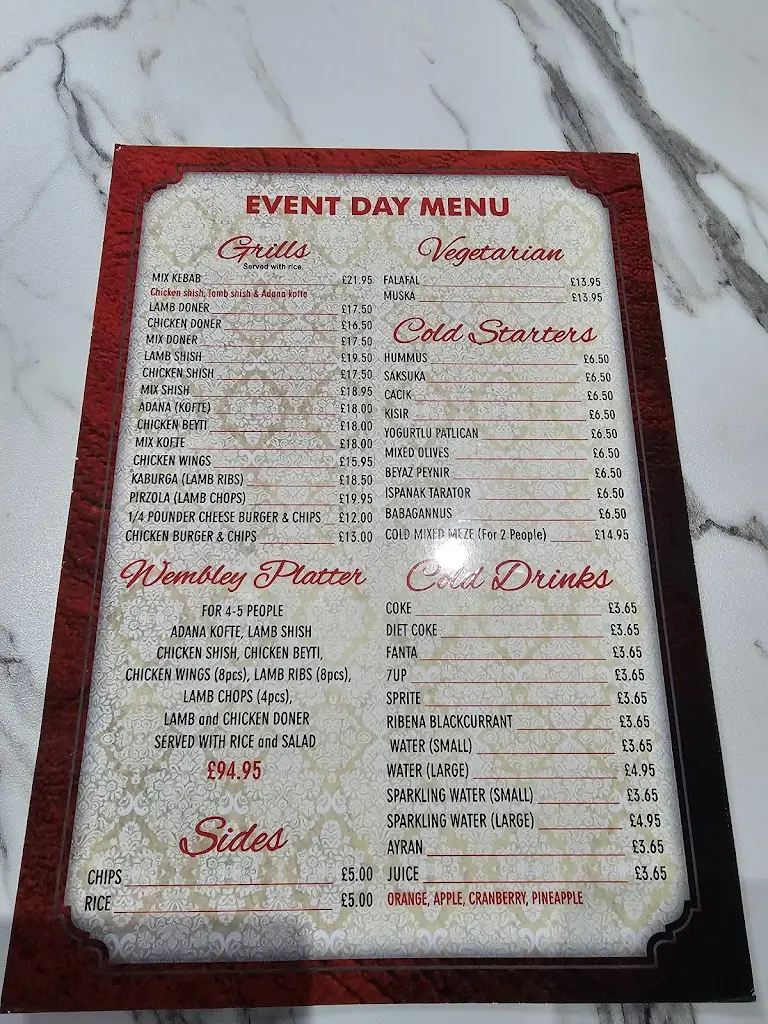 EVENT DAY MENU
Grills
Served with rice.
MIX KEBAB £21.95
Chicken shish, lamb shish & Adana kofte
LAMB DONER £17.50
CHICKEN DONER £16.50
MIX DONER £17.50
LAMB SHISH £19.50
CHICKEN SHISH £17.50
MIX SHISH £18.95
ADANA (KOFTE) £18.00
CHICKEN BEYTI £18.00
MIX KOFTE £18.00
CHICKEN WINGS £15.95
KABURGA (LAMB RIBS) £18.50
PIRZOLA (LAMB CHOPS) £19.95
1/4 POUNDER CHEESE BURGER & CHIPS £12.00
CHICKEN BURGER & CHIPS £13.00
Wembley Platter
FOR 4-5 PEOPLE
ADANA KOFTE, LAMB SHISH
CHICKEN SHISH, CHICKEN BEYTI,
CHICKEN WINGS (8pcs), LAMB RIBS (8pcs),
LAMB CHOPS (4pcs),
LAMB and CHICKEN DONER
SERVED WITH RICE and SALAD
£94.95
Sides
CHIPS £5.00
RICE £5.00
Vegetarian
FALAFAL £13.95
MUSKA £13.95
Cold Starters
HUMMUS £6.50
SAKSUKA £6.50
CACIK £6.50
KISIR £6.50
YOGURTLU PATLICAN £6.50
MIXED OLIVES £6.50
BEYAZ PEYNIR £6.50
ISPANAK TARATOR £6.50
BABAGANNUS £6.50
COLD MIXED MEZE (For 2 People) £14.95
Cold Drinks
COKE £3.65
DIET COKE £3.65
FANTA £3.65
7UP £3.65
SPRITE £3.65
RIBENA BLACKCURRANT £3.65
WATER (SMALL) £3.65
WATER (LARGE) £4.95
SPARKLING WATER (SMALL) £3.65
SPARKLING WATER (LARGE) £4.95
AYRAN £3.65
JUICE £3.65
ORANGE, APPLE, CRANBERRY, PINEAPPLE